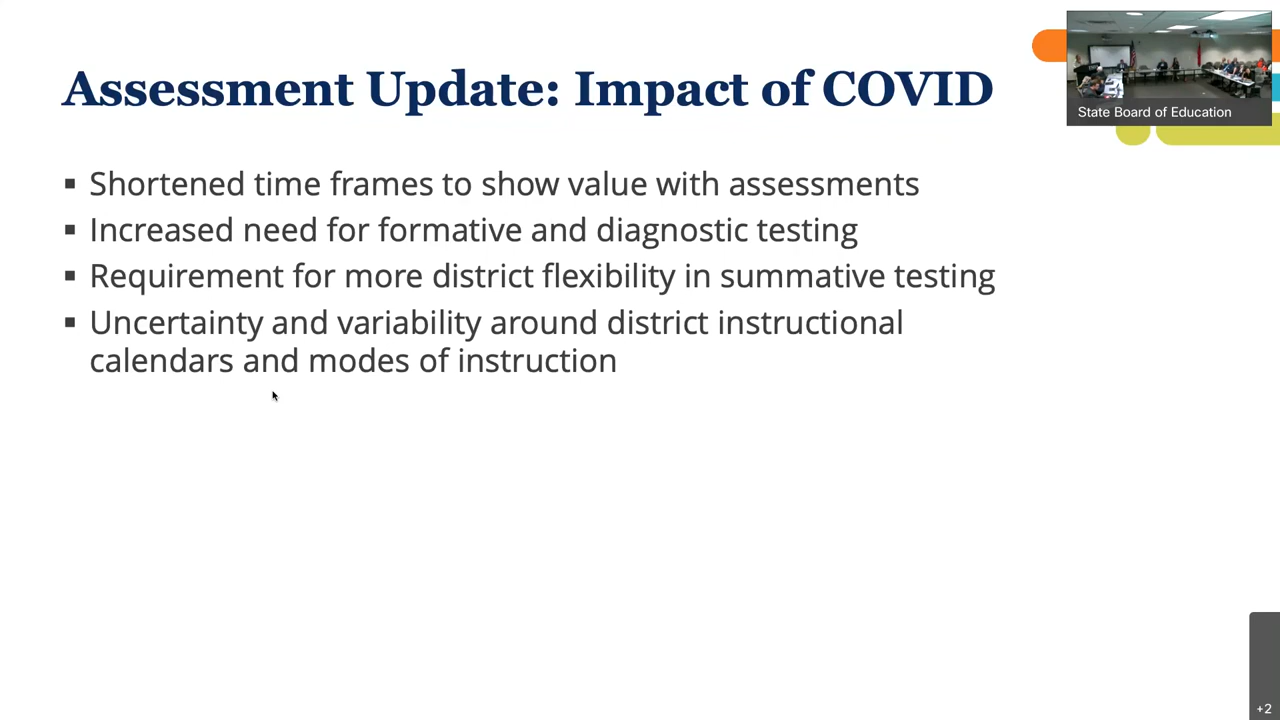 Assessment Update: Impact of COVID
State Board of Education
▪ Shortened time frames to show value with assessments
▪ Increased need for formative and diagnostic testing
▪ Requirement for more district flexibility in summative testing
▪ Uncertainty and variability around district instructional
calendars and modes of instruction
+2